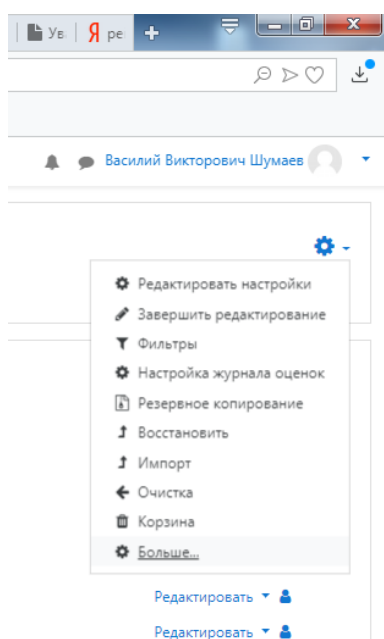 Ув
Я ре
Василий Викторович Шумаев
Редактировать настройки
Завершить редактирование
Фильтры
Настройка журнала оценок
Резервное копирование
Восстановить
Импорт
Очистка
Корзина
Больше...
Редактировать
Редактировать